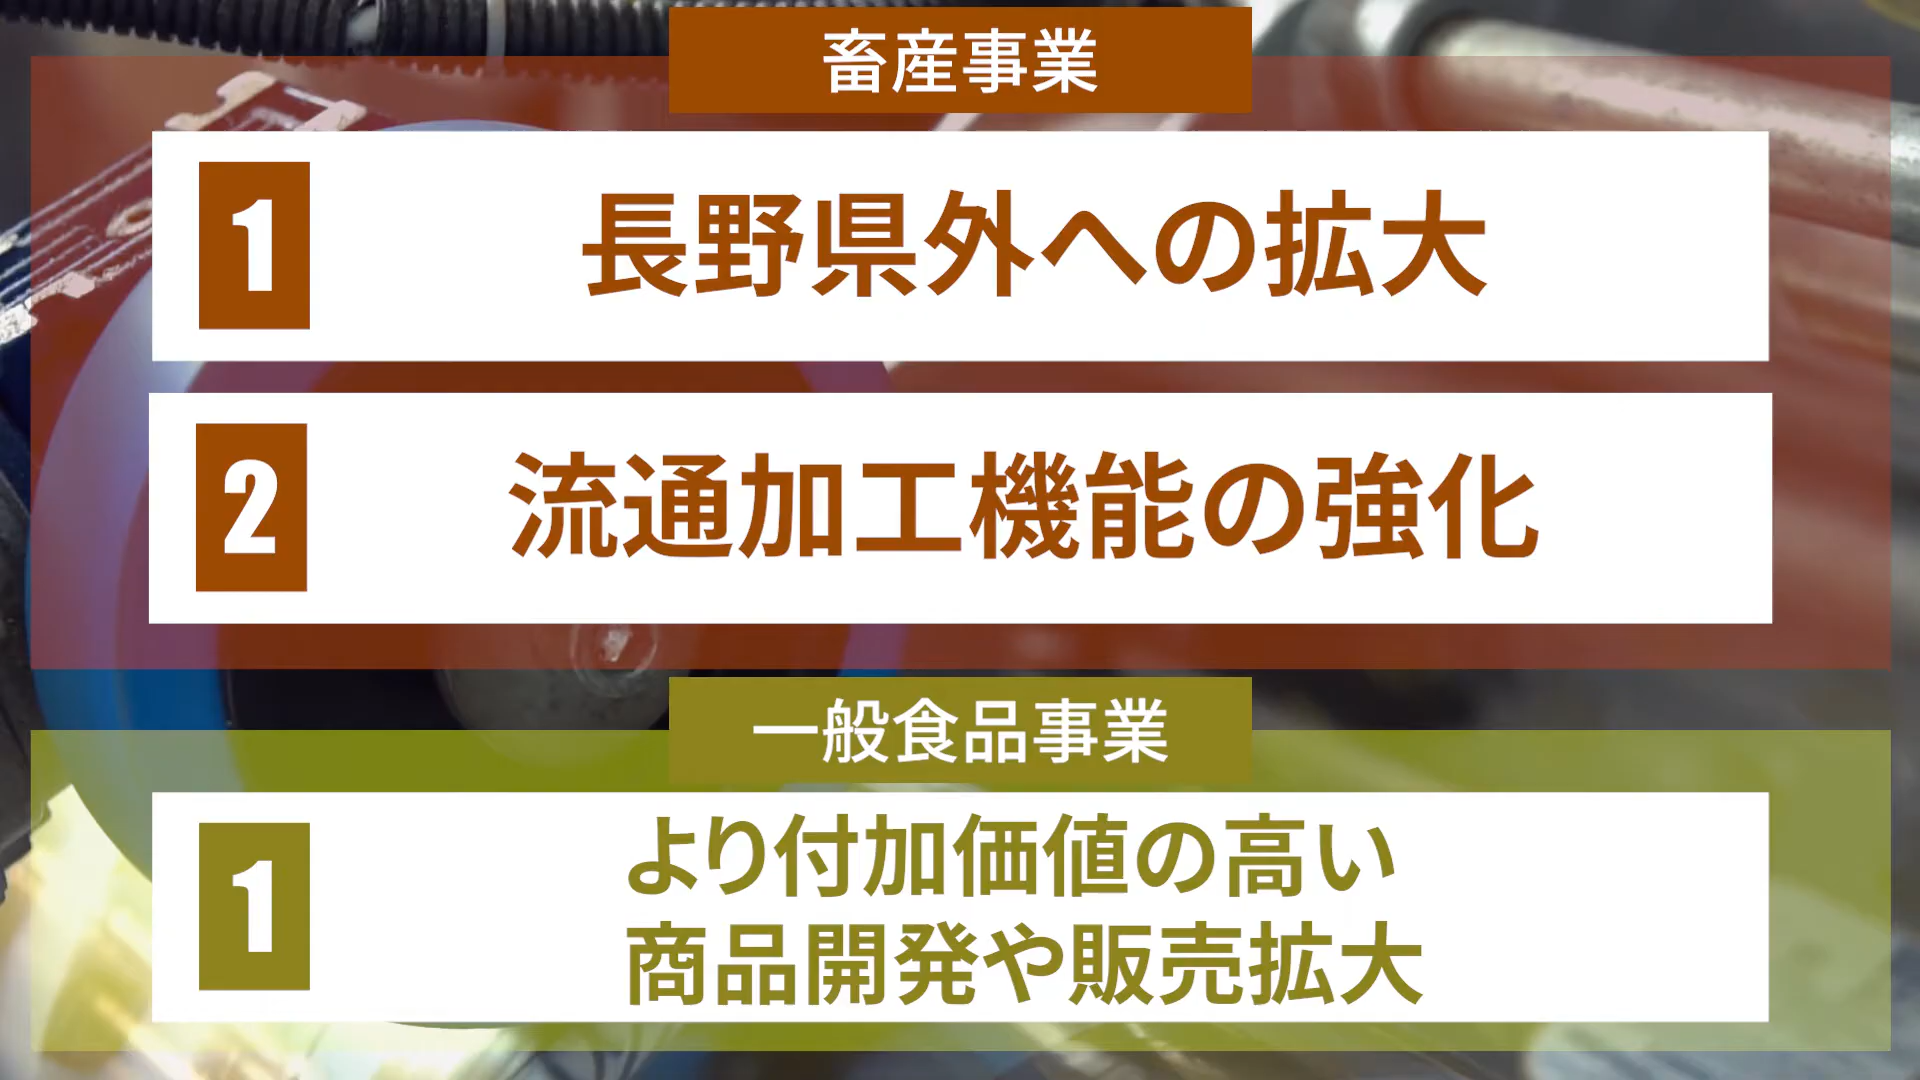 畜産事業
1
長野県外への拡大
2
流通加工機能の強化
一般食品事業
1
より付加価値の高い
商品開発や販売拡大